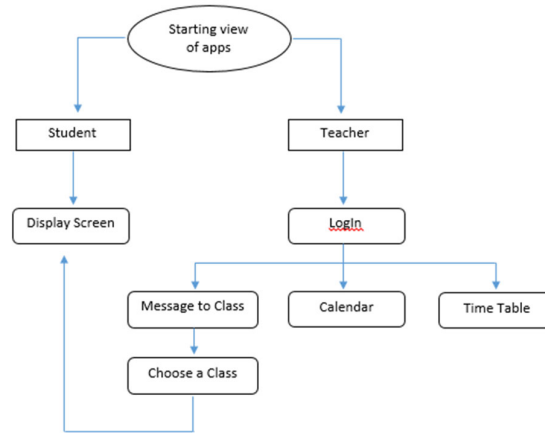 Starting view
of apps
Student
Teacher
Display Screen
LogIn
Message to Class
Calendar
Time Table
Choose a Class